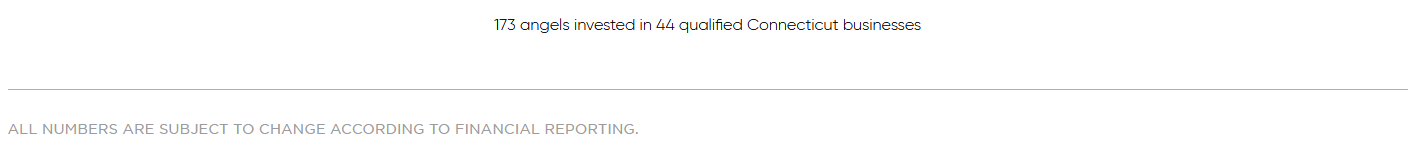 173 angels invested in 44 qualified Connecticut businesses
ALL NUMBERS ARE SUBJECT TO CHANGE ACCORDING TO FINANCIAL REPORTING.